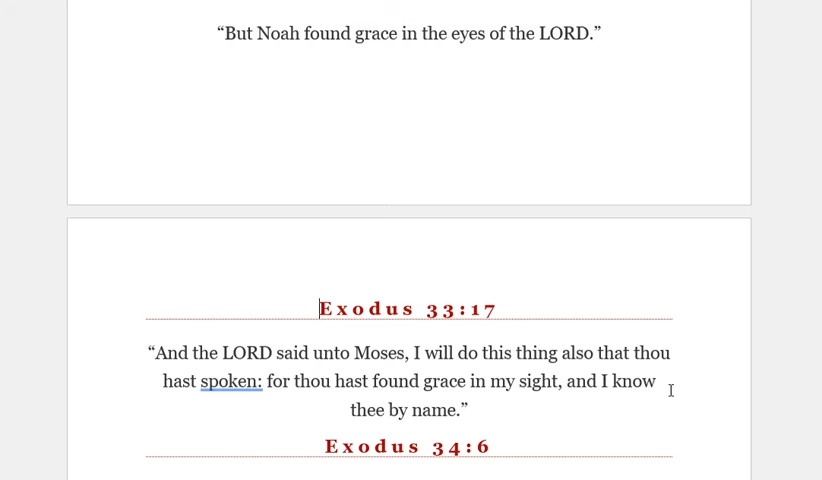 “But Noah found grace in the eyes of the LORD.”
Exodus 33:17
“And the LORD said unto Moses, I will do this thing also that thou
hast spoken: for thou hast found grace in my sight, and I know
thee by name.”
Exodus 34:6